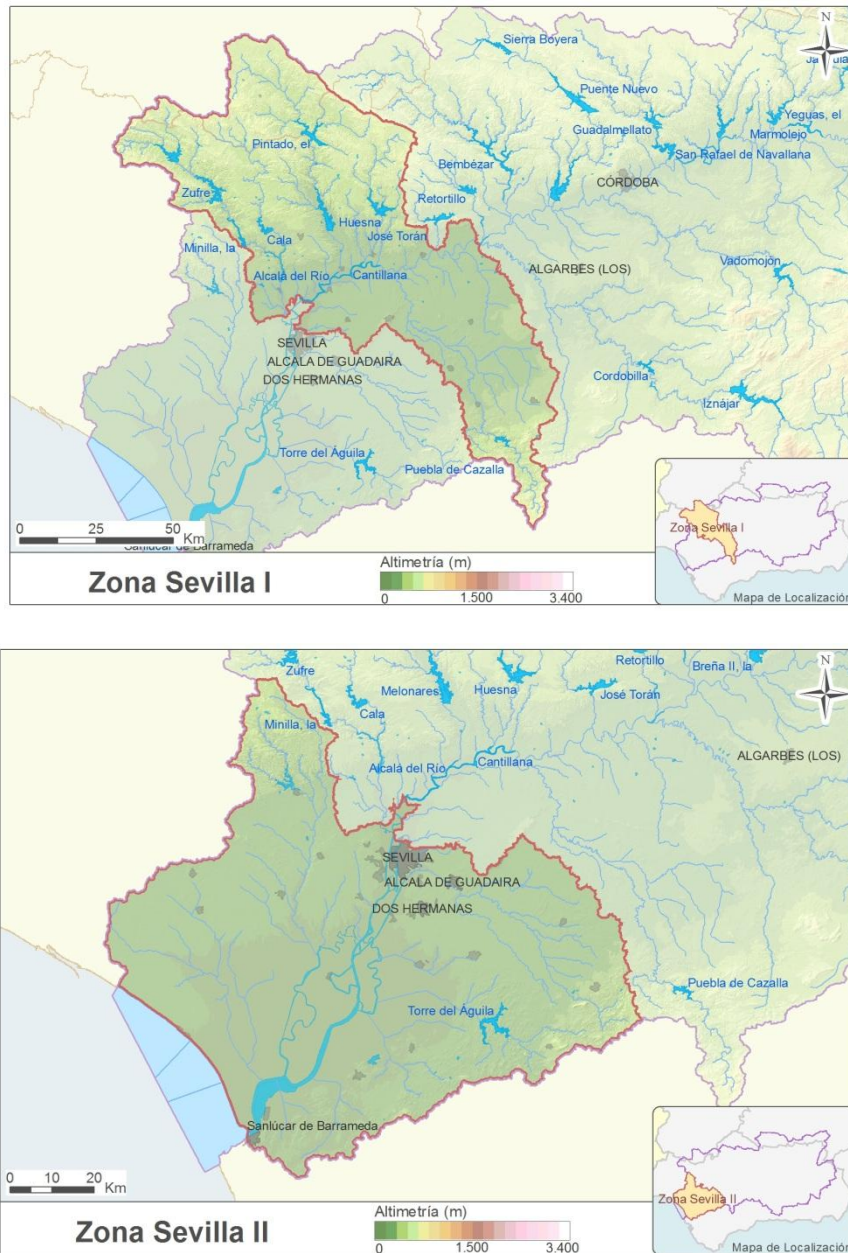 N
Sierra Boyera
Puente Nuevo
Yeguas, el
Guadalmellato
Marmolejo
Pintado, el
San Rafael de Navallana
Bembézar
CÓRDOBA
Zufre
Retortillo
Huesna
Cala
José Torán
Minilla, la
Vadomojón
ALGARBES (LOS)
Alcalá del Río
Cantillana
SEVILLA
ALCALA DE GUADAIRA
DOS HERMANAS
Cordobilla
Iznájar
Torre del Águila
Puebla de Cazalla
0 25 50
Km
Sanlúcar de Barrameda
Zona Sevilla I
Mapa de Localización
Zona Sevilla I
Altimetría (m)
0 1.500 3.400
N
Zufre
Retortillo
Breña II, la
Melonares
Huesna
José Torán
Cala
Minilla, la
ALGARBES (LOS)
Alcalá del Río
Cantillana
SEVILLA
ALCALA DE GUADAIRA
DOS HERMANAS
Puebla de Cazalla
Torre del Águila
Sanlúcar de Barrameda
0 10 20
Km
Zona Sevilla II
Mapa de Localización
Zona Sevilla II
Altimetría (m)
0 1.500 3.400